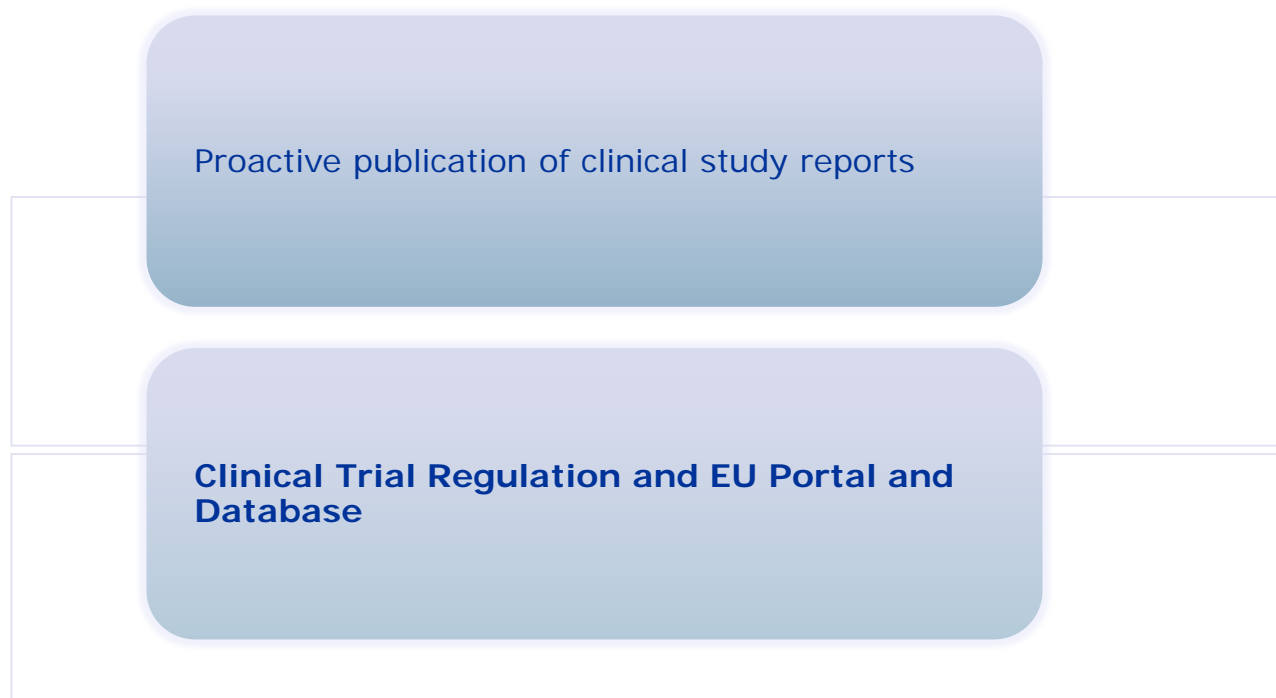 Proactive publication of clinical study reports
Clinical Trial Regulation and EU Portal and
Database